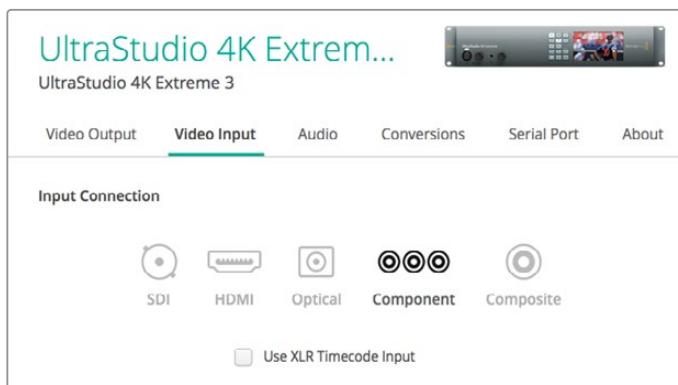 UltraStudio 4K Extrem...
UltraStudio 4K Extreme 3
Video Output Video Input Audio Conversions Serial Port About
Input Connection
SDI HDMI Optical Component Composite
Use XLR Timecode Input